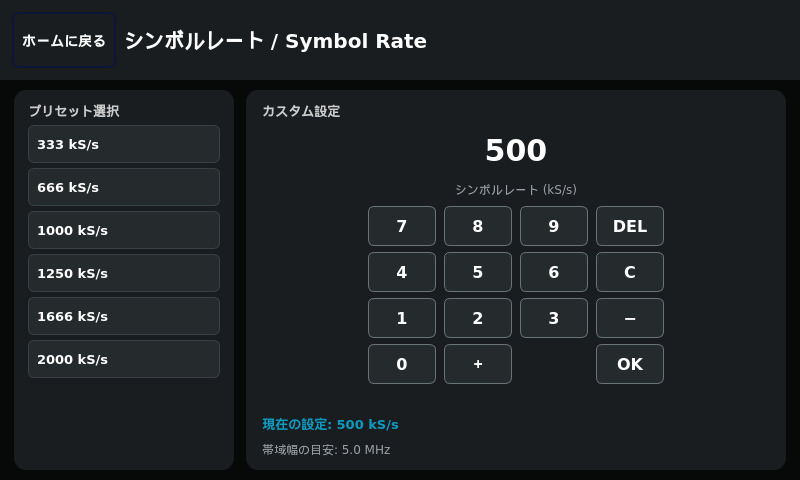 ホームに戻る
シンボルレート / Symbol Rate
プリセット選択
333 kS/s
666 kS/s
1000 kS/s
1250 kS/s
1666 kS/s
2000 kS/s
カスタム設定
500
シンボルレート (kS/s)
7 8 9 DEL
4 5 6 C
1 2 3 −
0 + OK
現在の設定: 500 kS/s
帯域幅の目安: 5.0 MHz